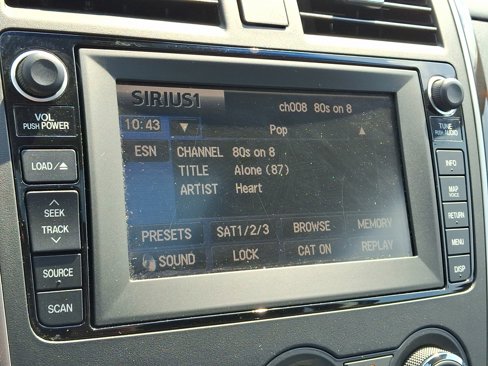 SIRIUS1
ch008 80s on 8
10:43 ▼ Pop ▲
ESN CHANNEL 80s on 8
TITLE Alone (87)
ARTIST Heart
PRESETS SAT1/2/3 BROWSE MEMORY
SOUND LOCK CAT ON REPLAY
VOL
PUSH POWER
LOAD/⏏
SEEK
TRACK
SOURCE
SCAN
TUNE
PUSH AUDIO
INFO
MAP
VOICE
RETURN
MENU
DISP